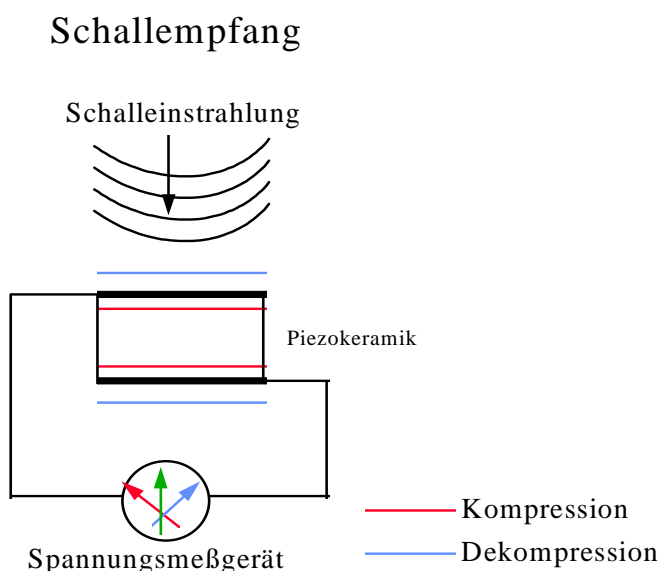 Schallempfang
Schalleinstrahlung
Piezokeramik
Spannungsmeßgerät
Kompression
Dekompression